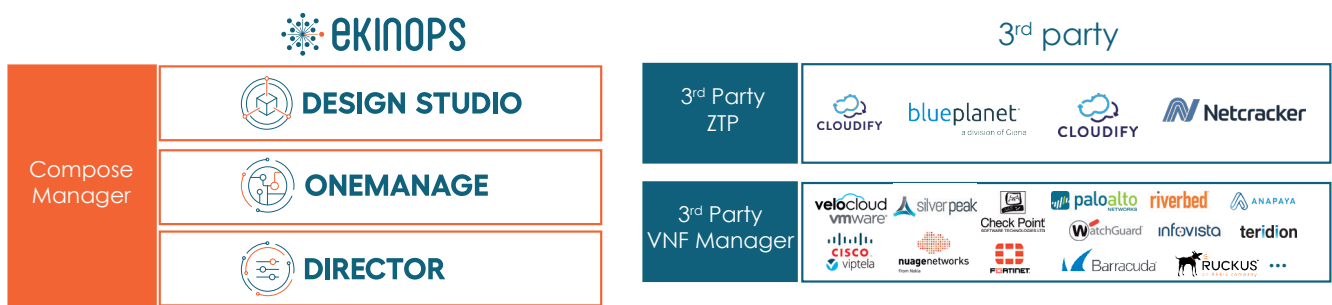 eKINOPS
Compose
Manager
DESIGN STUDIO
ONEMANAGE
DIRECTOR
3rd party
3rd Party
ZTP
CLOUDIFY
blueplanet
a division of Ciena
CLOUDIFY
Netcracker
3rd Party
VNF Manager
velocloud
vmware
silver peak
Check Point
SOFTWARE TECHNOLOGIES LTD
paloalto
NETWORKS
riverbed
ANAPAYA
WatchGuard
infovista
teridion
CISCO
viptela
nuagenetworks
From Nokia
FORTINET
Barracuda
RUCKUS
...